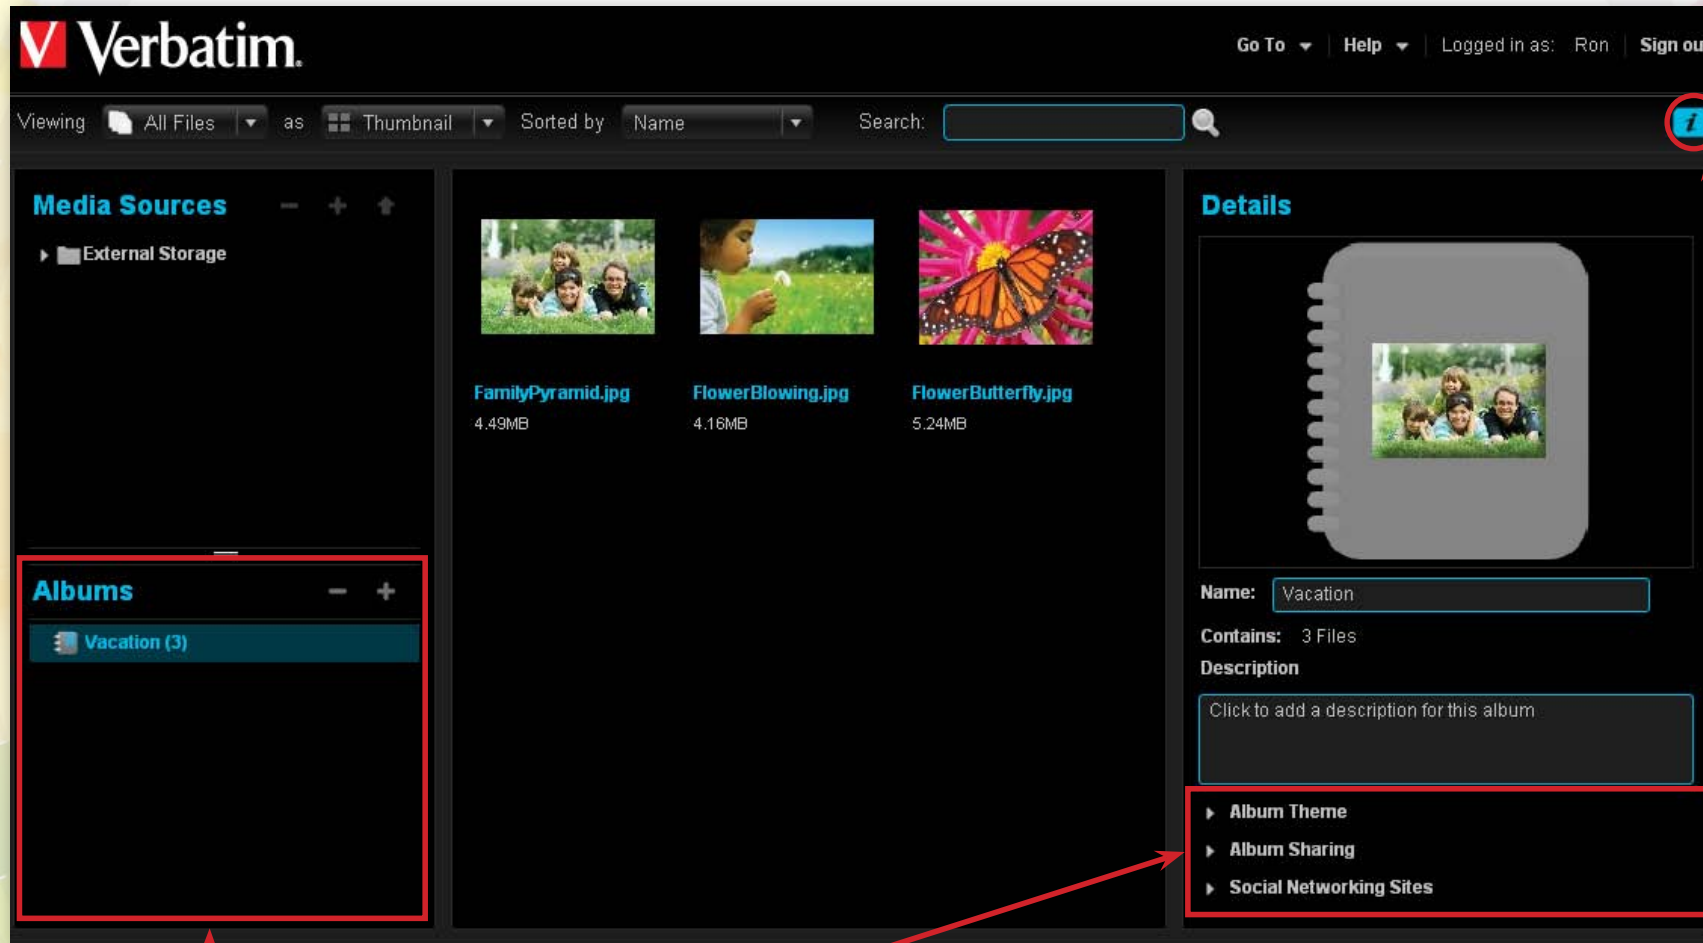 Verbatim.
Go To Help Logged in as: Ron Sign ou
Viewing All Files as Thumbnail Sorted by Name Search: i
Media Sources
External Storage
FamilyPyramid.jpg
4.49MB
FlowerBlowing.jpg
4.16MB
FlowerButterfly.jpg
5.24MB
Albums
Vacation (3)
Details
Name: Vacation
Contains: 3 Files
Description
Click to add a description for this album
Album Theme
Album Sharing
Social Networking Sites